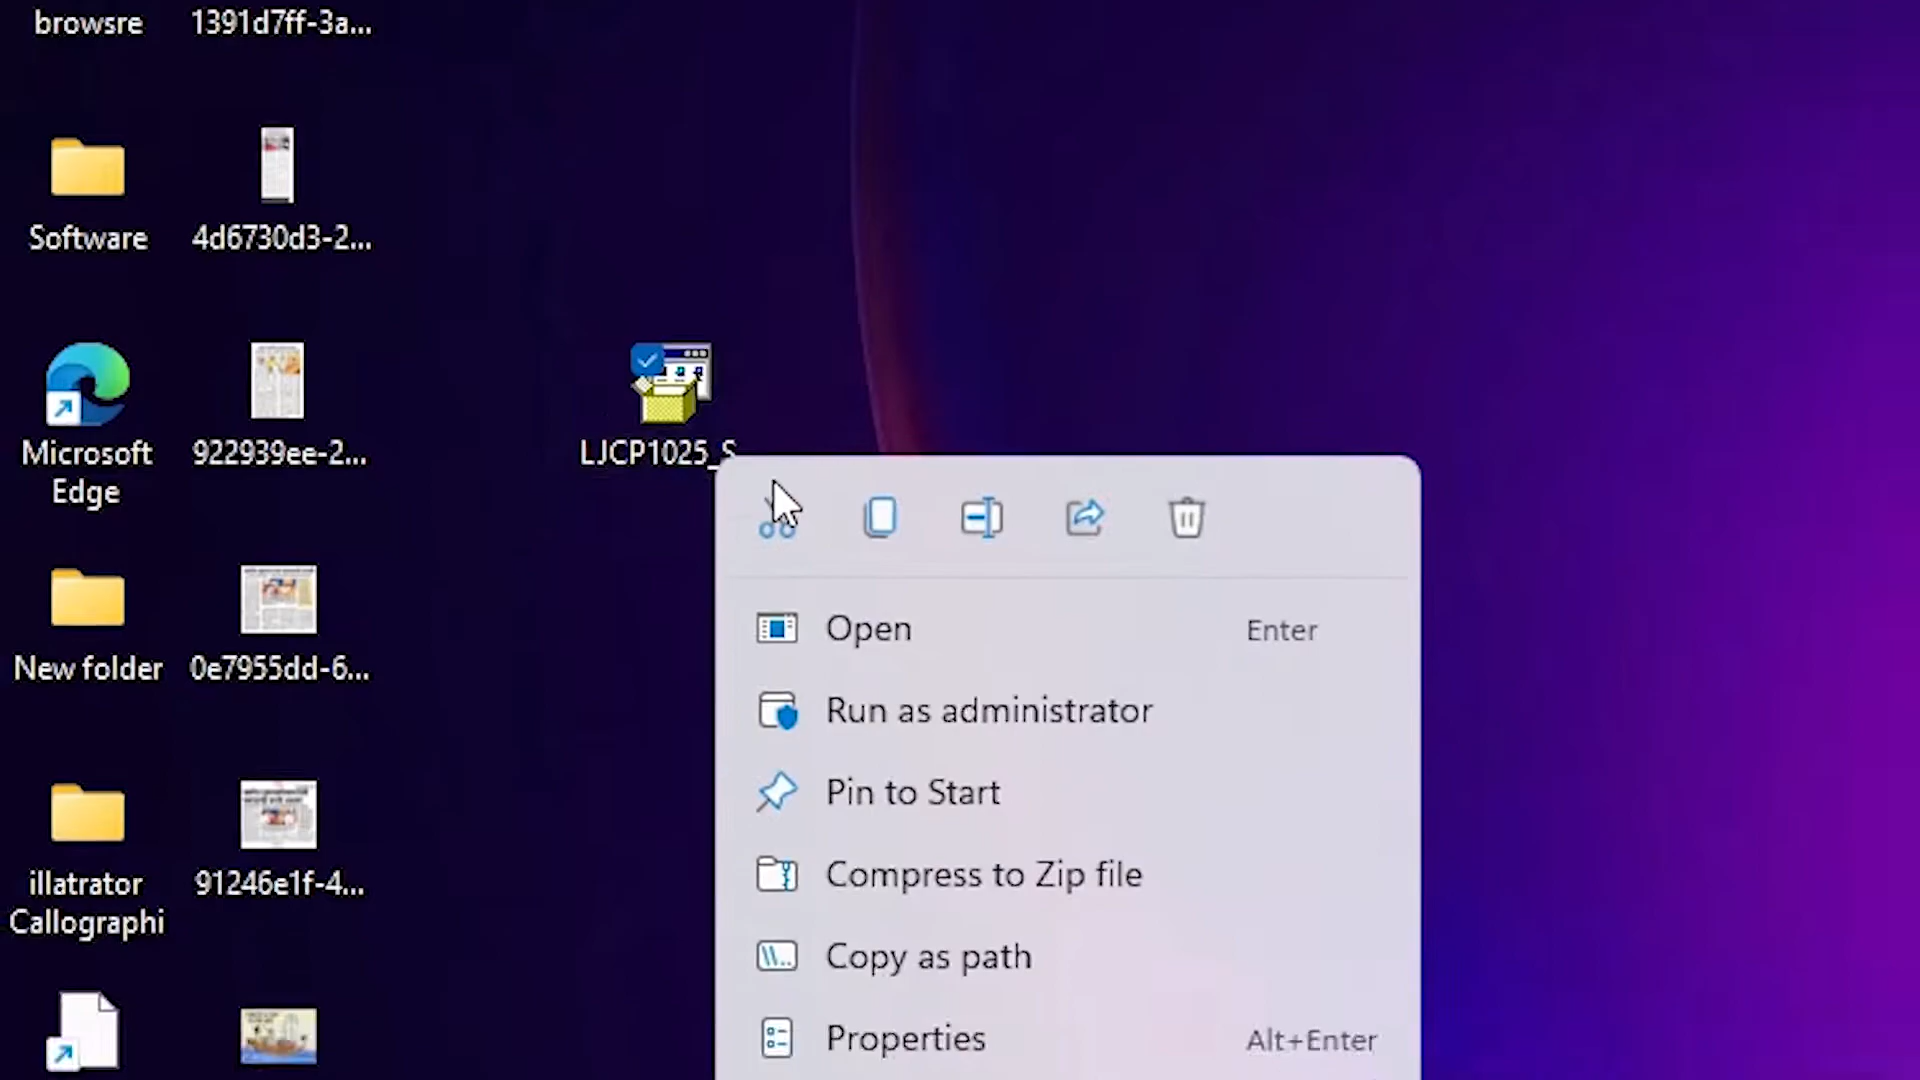 browsre
1391d7ff-3a...
Software
4d6730d3-2...
Microsoft
Edge
922939ee-2...
LJCP1025_S
New folder
0e7955dd-6...
illatrator
Callographi
91246e1f-4...
Open Enter
Run as administrator
Pin to Start
Compress to Zip file
Copy as path
Properties Alt+Enter